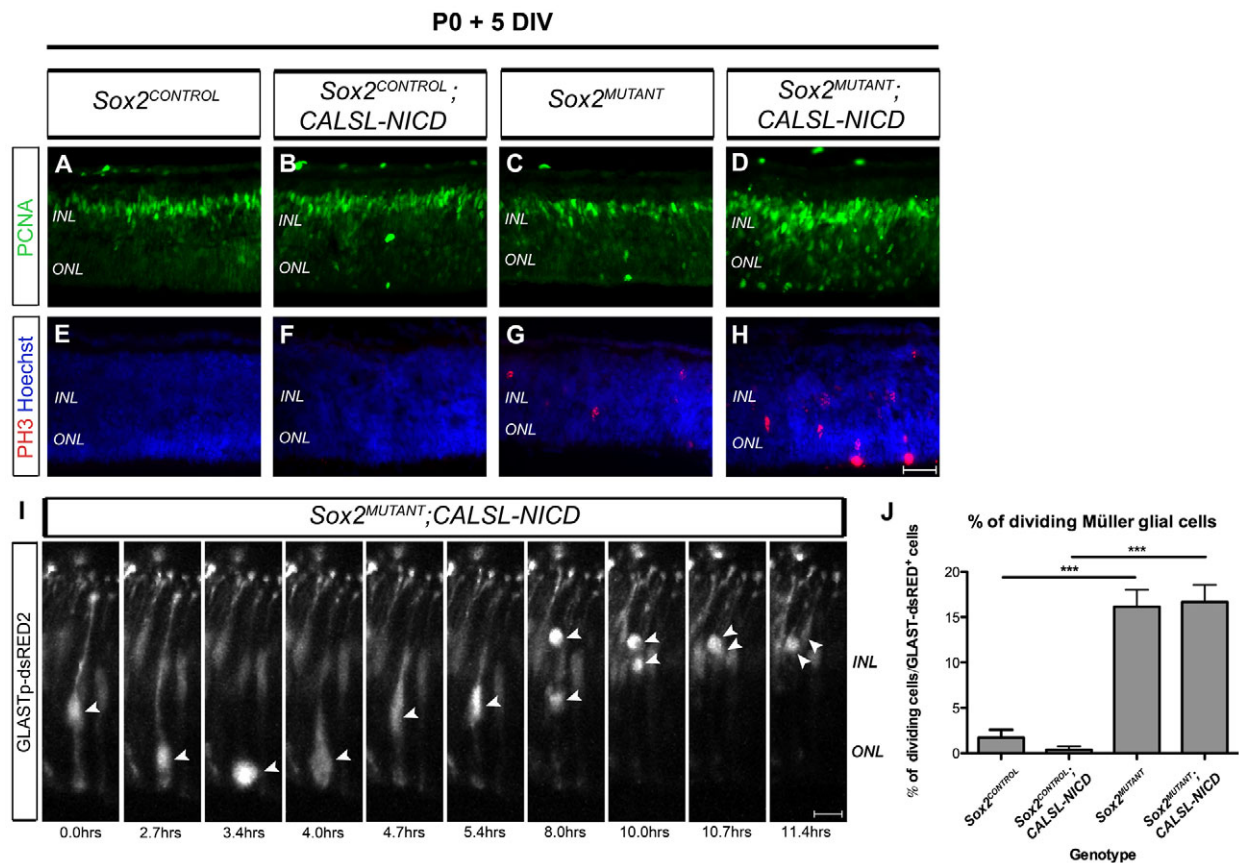 P0 + 5 DIV
Sox2CONTROL
Sox2CONTROL;
CALSL-NICD
Sox2MUTANT
Sox2MUTANT;
CALSL-NICD
PCNA
A
INL
ONL
B
INL
ONL
C
INL
ONL
D
INL
ONL
PH3 Hoechst
E
INL
ONL
F
INL
ONL
G
INL
ONL
H
INL
ONL
I
Sox2MUTANT;CALSL-NICD
GLASTp-dsRED2
INL
ONL
0.0hrs
2.7hrs
3.4hrs
4.0hrs
4.7hrs
5.4hrs
8.0hrs
10.0hrs
10.7hrs
11.4hrs
J
% of dividing Müller glial cells
% of dividing cells/GLAST-dsRED+ cells
20
15
10
5
0
***
***
Sox2CONTROL
Sox2CONTROL;
CALSL-NICD
Sox2MUTANT
Sox2MUTANT;
CALSL-NICD
Genotype